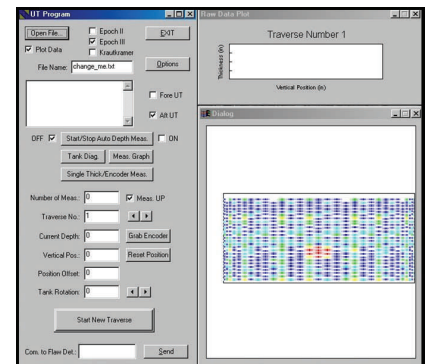 UT Program
Open File...
Epoch II
Epoch III
Krautkramer
EXIT
Plot Data
Options
File Name: change_me.txt
Fore UT
Aft UT
OFF
Start/Stop Auto Depth Meas.
ON
Tank Diag.
Meas. Graph
Single Thick/Encoder Meas.
Number of Meas.: 0
Meas. UP
Traverse No.: 1
Current Depth: 0
Grab Encoder
Vertical Pos.: 0
Reset Position
Position Offset: 0
Tank Rotation: 0
Start New Traverse
Com. to Flaw Det.:
Send
Raw Data Plot
Traverse Number 1
Thickness (in)
Vertical Position (in)
Dialog